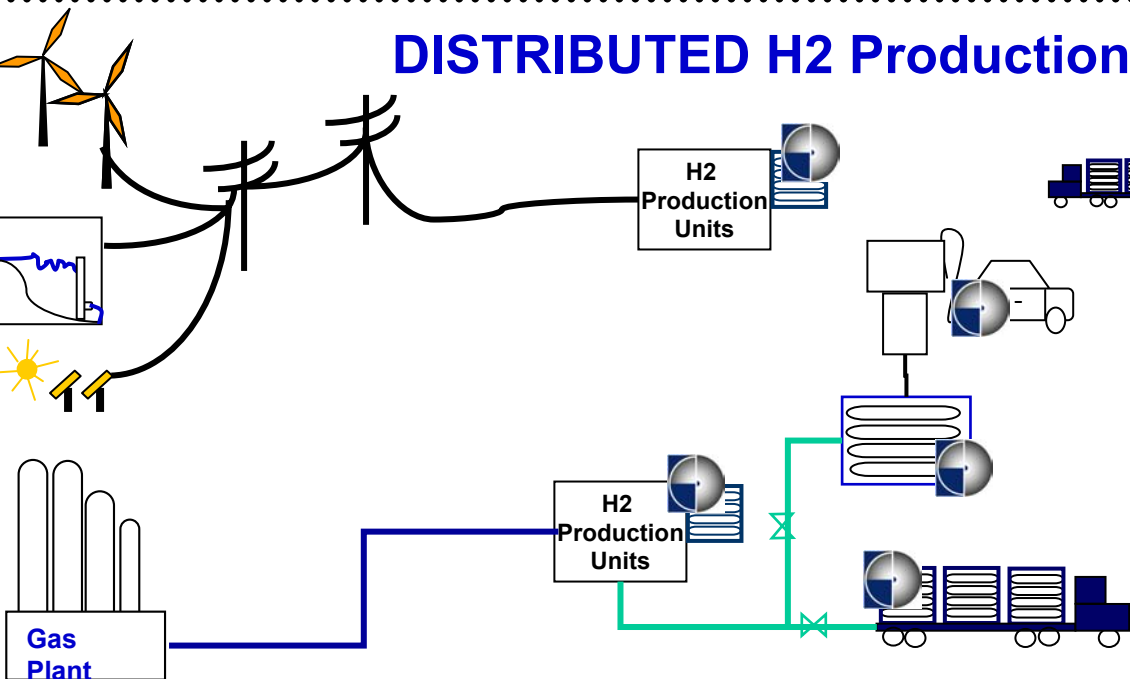 DISTRIBUTED H2 Production
H2
Production
Units
H2
Production
Units
Gas
Plant